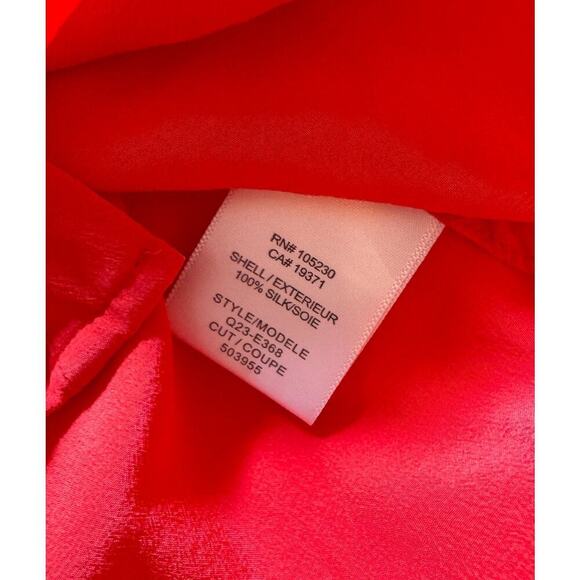 RN# 105230
CA# 19371
SHELL/EXTERIEUR
100% SILK/SOIE
STYLE/MODELE
Q23-E368
CUT/COUPE
503955